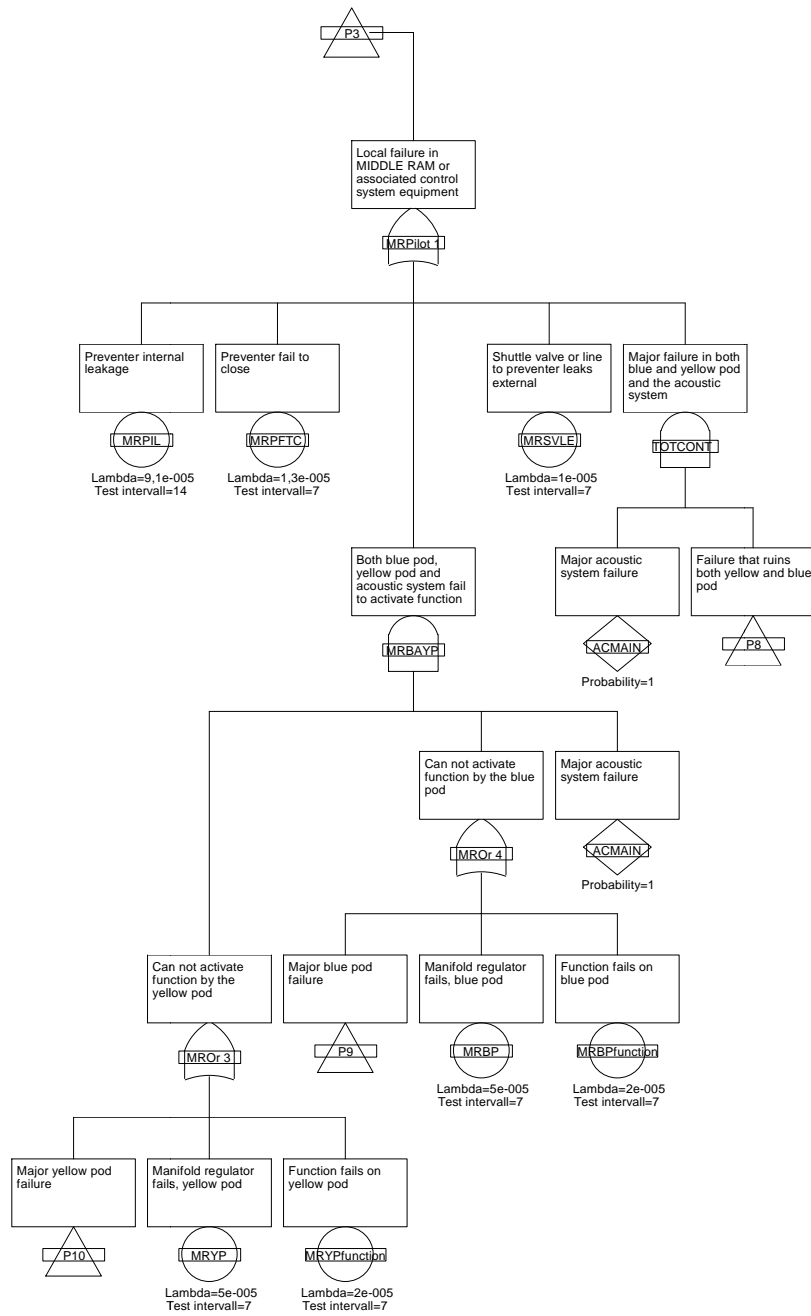 P3
Local failure in
MIDDLE RAM or
associated control
system equipment
MRPilot 1
Preventer internal
leakage
MRPIL
Lambda=9,1e-005
Test intervall=14
Preventer fail to
close
MRPFTC
Lambda=1,3e-005
Test intervall=7
Shuttle valve or line
to preventer leaks
external
MRSVLE
Lambda=1e-005
Test intervall=7
Major failure in both
blue and yellow pod
and the acoustic
system
TOTCONT
Both blue pod,
yellow pod and
acoustic system fail
to activate function
MRBAYP
Major acoustic
system failure
ACMAIN
Probability=1
Failure that ruins
both yellow and blue
pod
P8
Can not activate
function by the blue
pod
MROr 4
Major acoustic
system failure
ACMAIN
Probability=1
Can not activate
function by the
yellow pod
MROr 3
Major blue pod
failure
P9
Manifold regulator
fails, blue pod
MRBP
Lambda=5e-005
Test intervall=7
Function fails on
blue pod
MRBPfunction
Lambda=2e-005
Test intervall=7
Major yellow pod
failure
P10
Manifold regulator
fails, yellow pod
MRYP
Lambda=5e-005
Test intervall=7
Function fails on
yellow pod
MRYPfunction
Lambda=2e-005
Test intervall=7